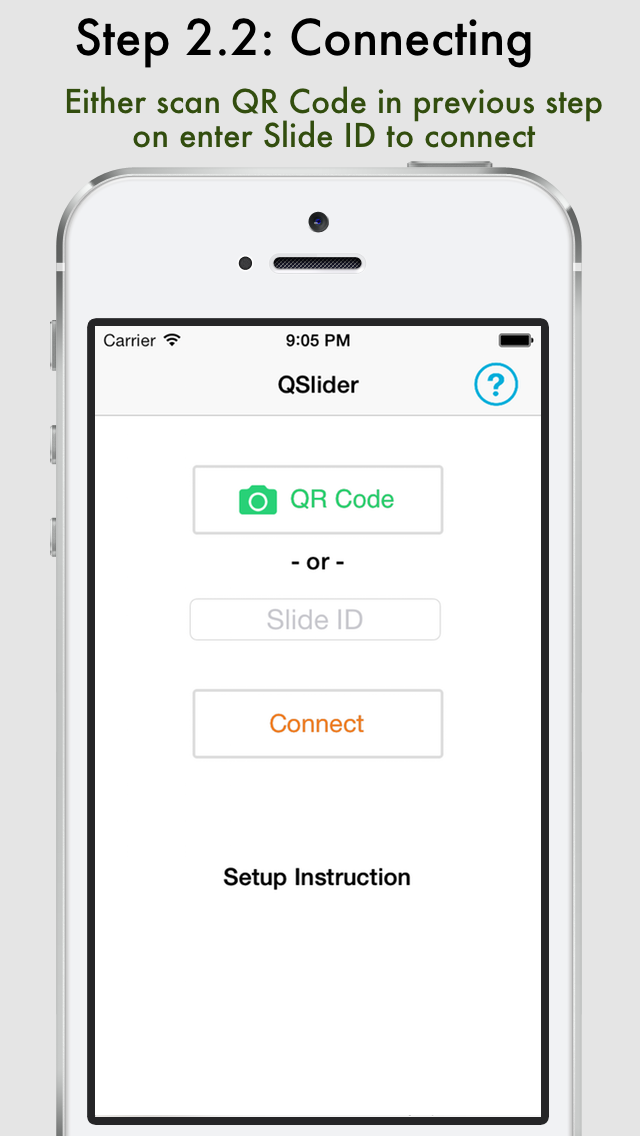 Step 2.2: Connecting
Either scan QR Code in previous step
on enter Slide ID to connect
Carrier 9:05 PM
QSlider ?
QR Code
- or -
Slide ID
Connect
Setup Instruction